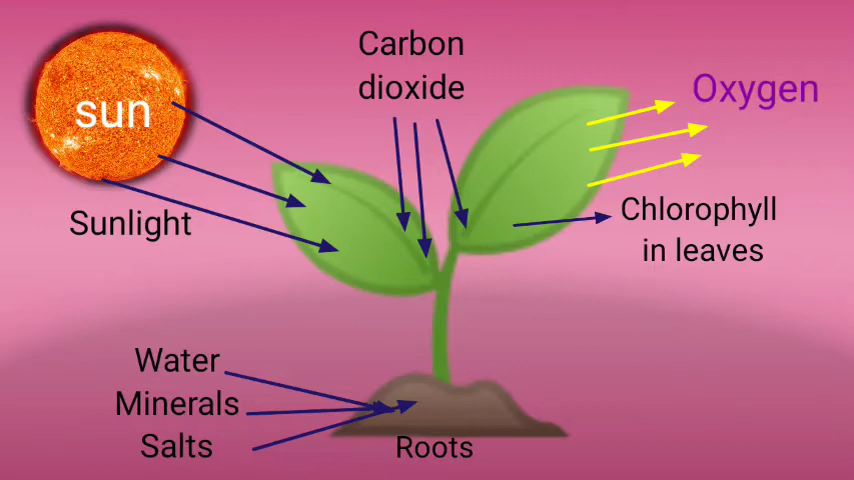 sun
Sunlight
Carbon
dioxide
Oxygen
Chlorophyll
in leaves
Water
Minerals
Salts
Roots